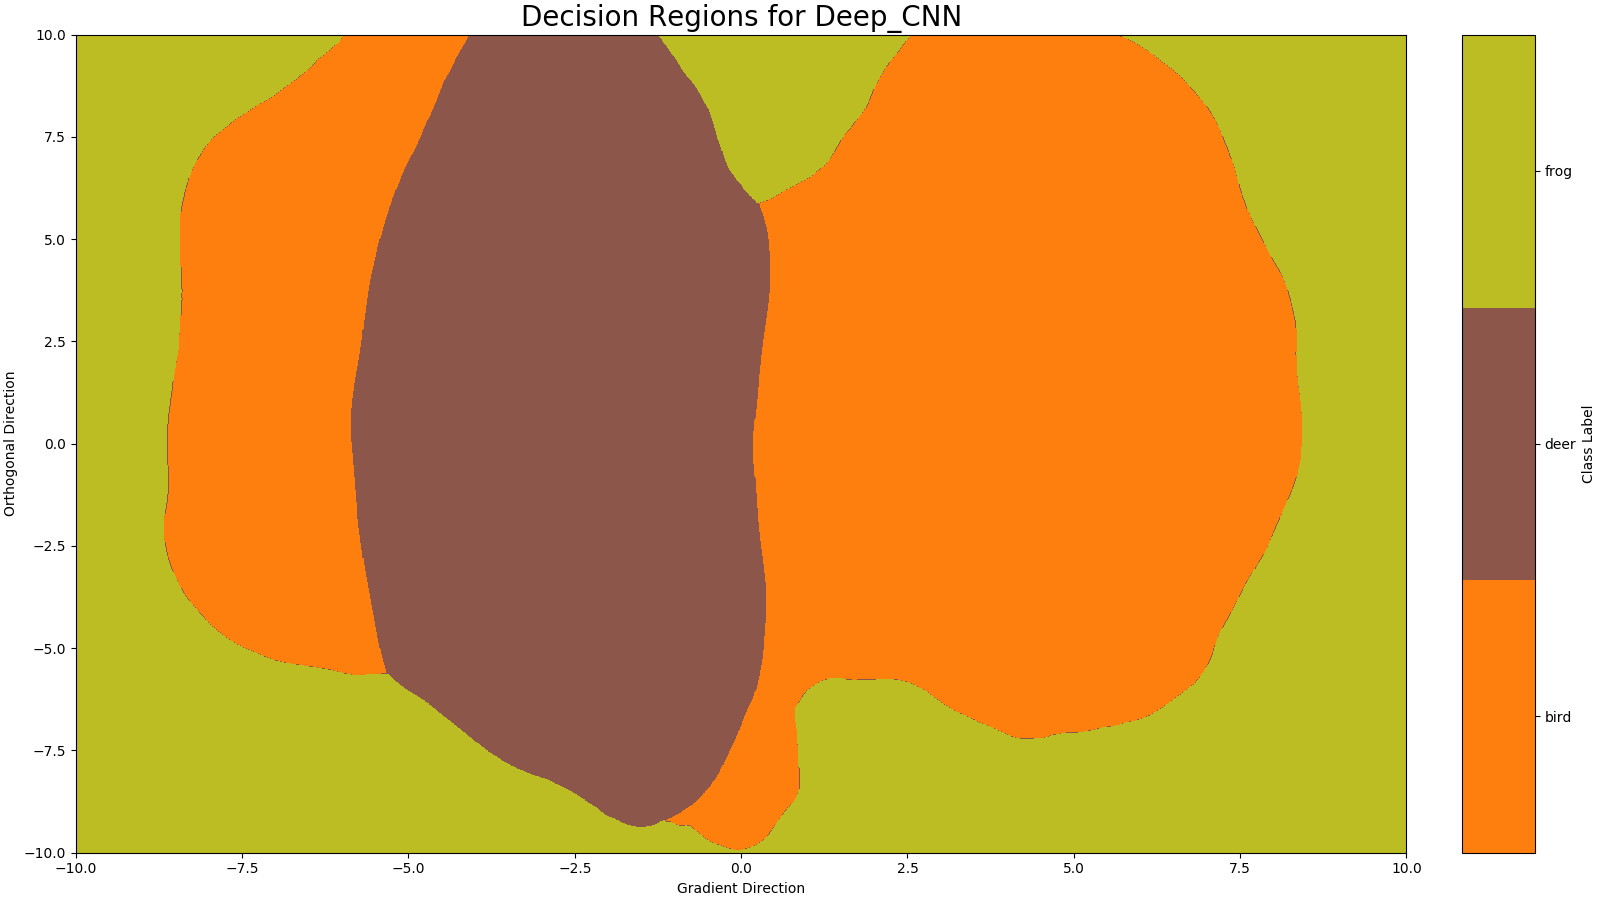 Decision Regions for Deep_CNN
10.0
7.5
5.0
2.5
0.0
−2.5
−5.0
−7.5
−10.0
Orthogonal Direction
−10.0
−7.5
−5.0
−2.5
0.0
2.5
5.0
7.5
10.0
Gradient Direction
frog
deer
bird
Class Label